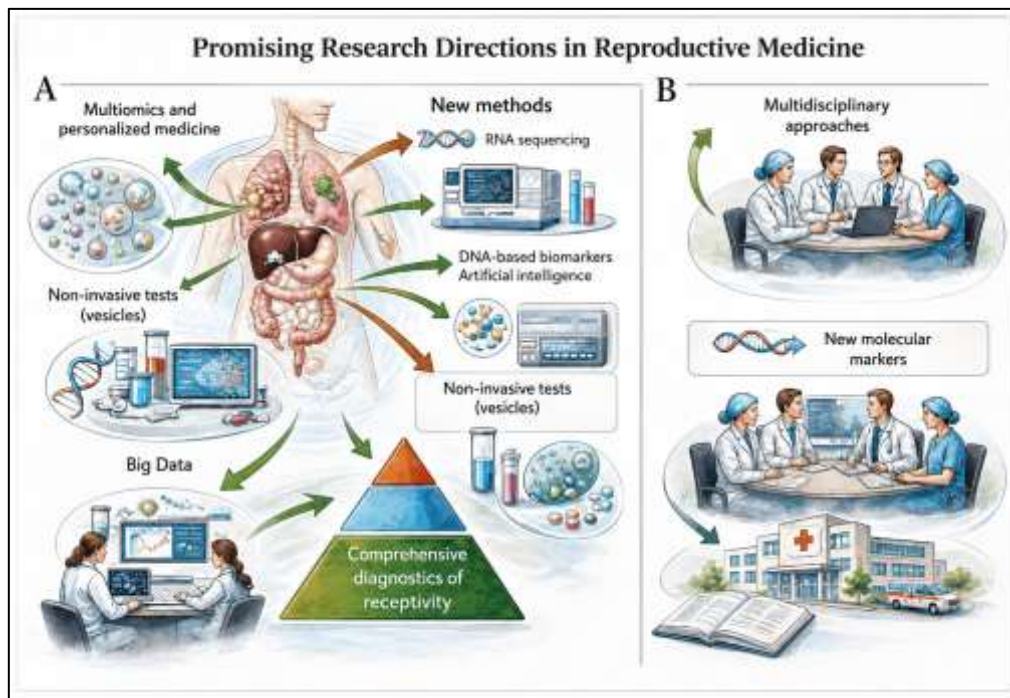 Promising Research Directions in Reproductive Medicine
A
Multiomics and
personalized medicine
New methods
RNA sequencing
DNA-based biomarkers
Artificial intelligence
Non-invasive tests
(vesicles)
Non-invasive tests
(vesicles)
Big Data
Comprehensive
diagnostics of
receptivity
B
Multidisciplinary
approaches
New molecular
markers